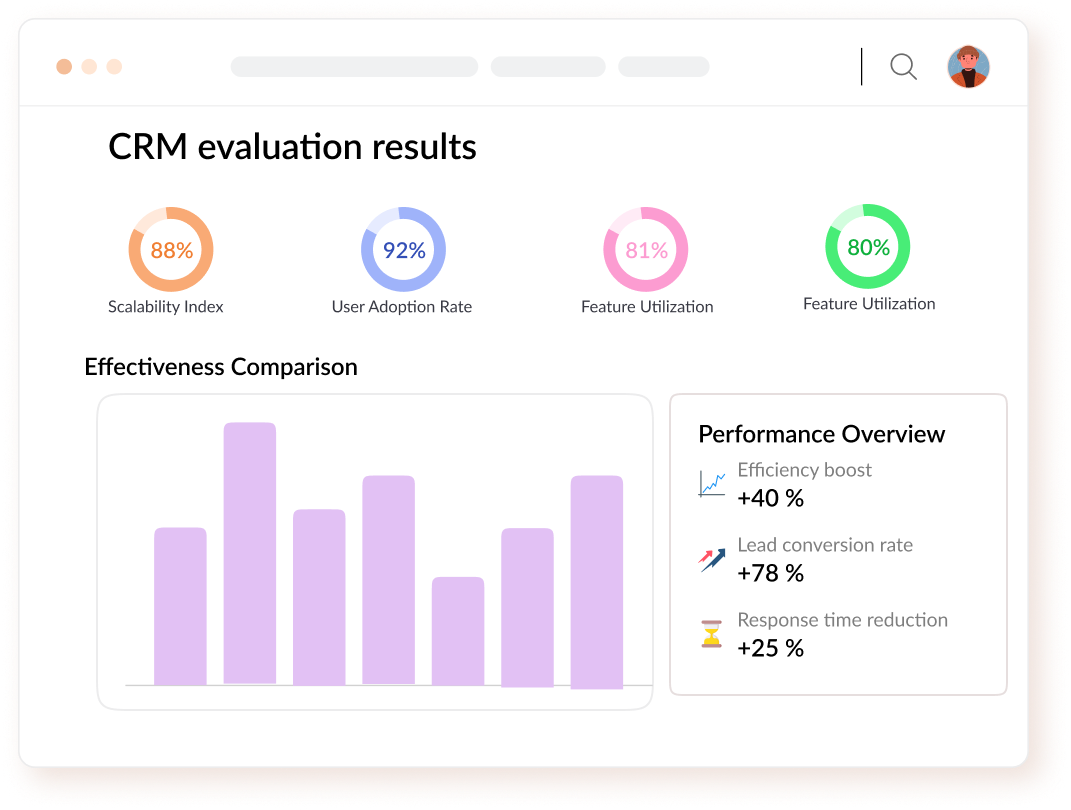 CRM evaluation results
88%
Scalability Index
92%
User Adoption Rate
81%
Feature Utilization
80%
Feature Utilization
Effectiveness Comparison
Performance Overview
Efficiency boost
+40 %
Lead conversion rate
+78 %
Response time reduction
+25 %